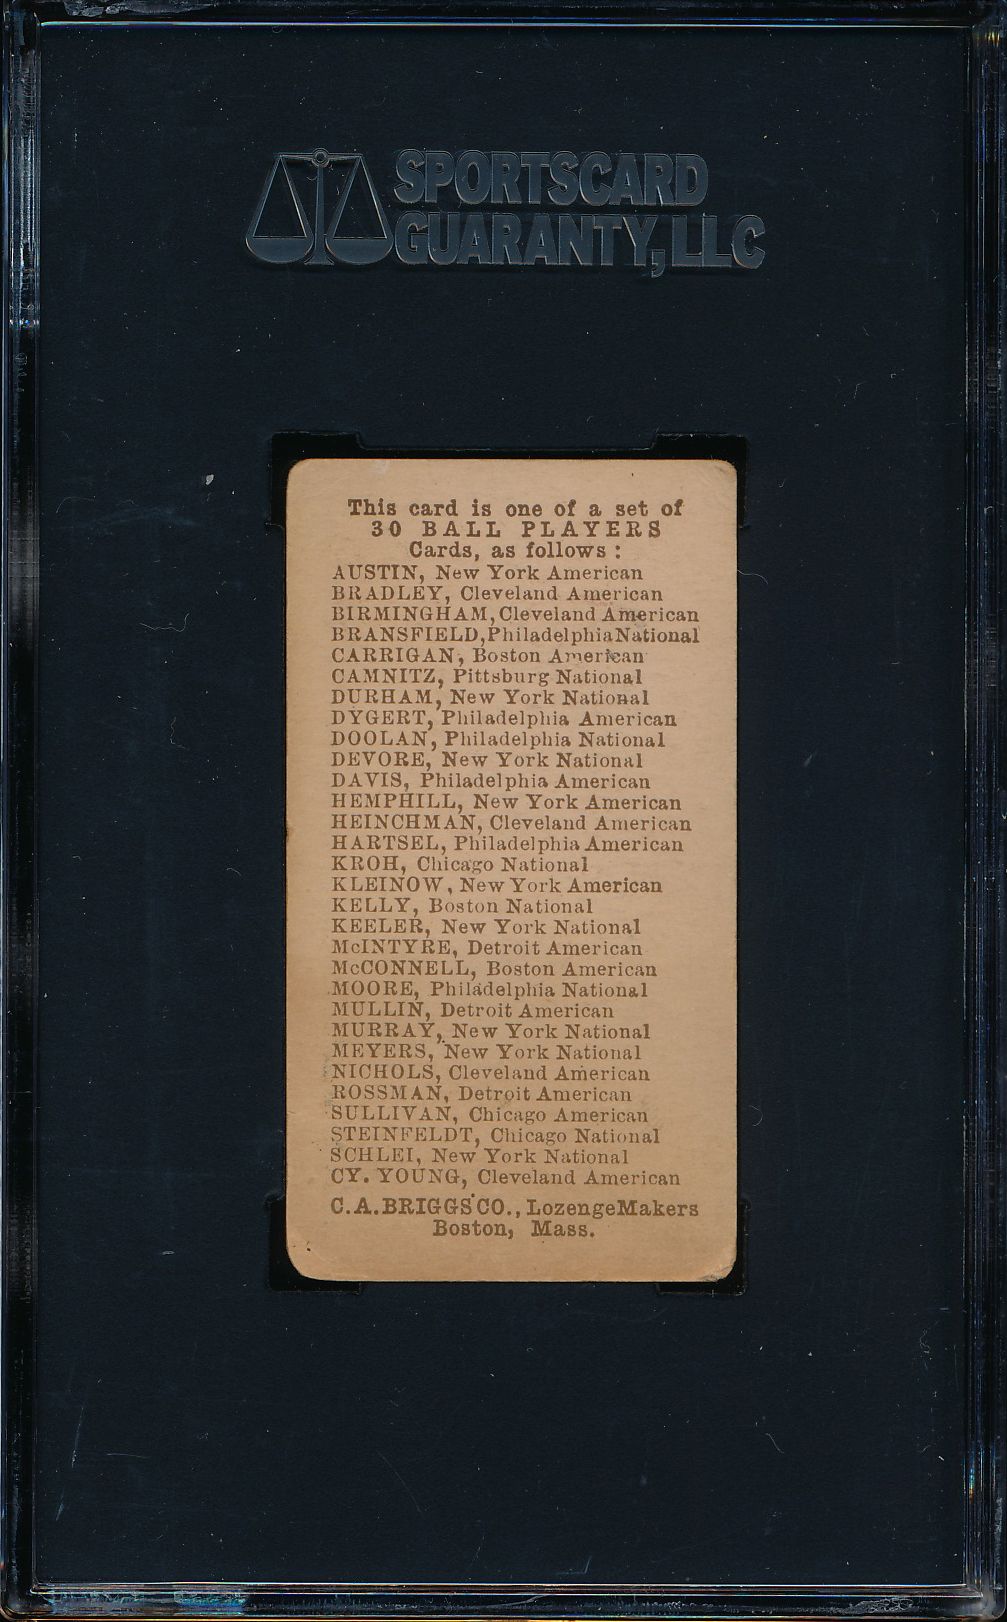 SPORTSCARD
GUARANTY, LLC
This card is one of a set of
30 BALL PLAYERS
Cards, as follows :
AUSTIN, New York American
BRADLEY, Cleveland American
BIRMINGHAM, Cleveland American
BRANSFIELD, Philadelphia National
CARRIGAN, Boston American
CAMNITZ, Pittsburg National
DURHAM, New York National
DYGERT, Philadelphia American
DOOLAN, Philadelphia National
DEVORE, New York National
DAVIS, Philadelphia American
HEMPHILL, New York American
HEINCHMAN, Cleveland American
HARTSEL, Philadelphia American
KROH, Chicago National
KLEINOW, New York American
KELLY, Boston National
KEELER, New York National
McINTYRE, Detroit American
McCONNELL, Boston American
MOORE, Philadelphia National
MULLIN, Detroit American
MURRAY, New York National
MEYERS, New York National
NICHOLS, Cleveland American
ROSSMAN, Detroit American
SULLIVAN, Chicago American
STEINFELDT, Chicago National
SCHLEI, New York National
CY. YOUNG, Cleveland American
C. A. BRIGGS CO., Lozenge Makers
Boston, Mass.